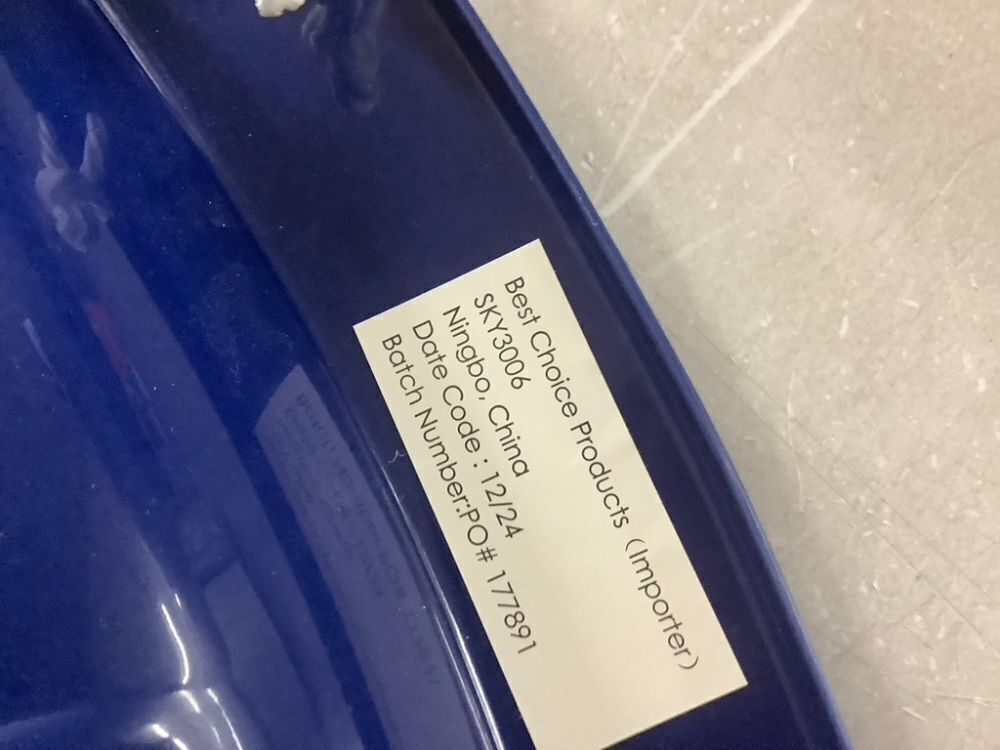 Best Choice Products (Importer)
SKY3006
Ningbo, China
Date Code : 12/24
Batch Number:PO# 177891